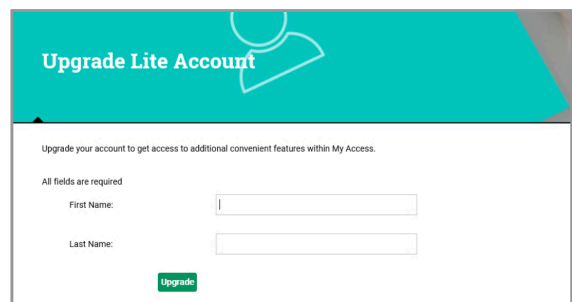 Upgrade Lite Account
Upgrade your account to get access to additional convenient features within My Access.
All fields are required
First Name:
Last Name:
Upgrade